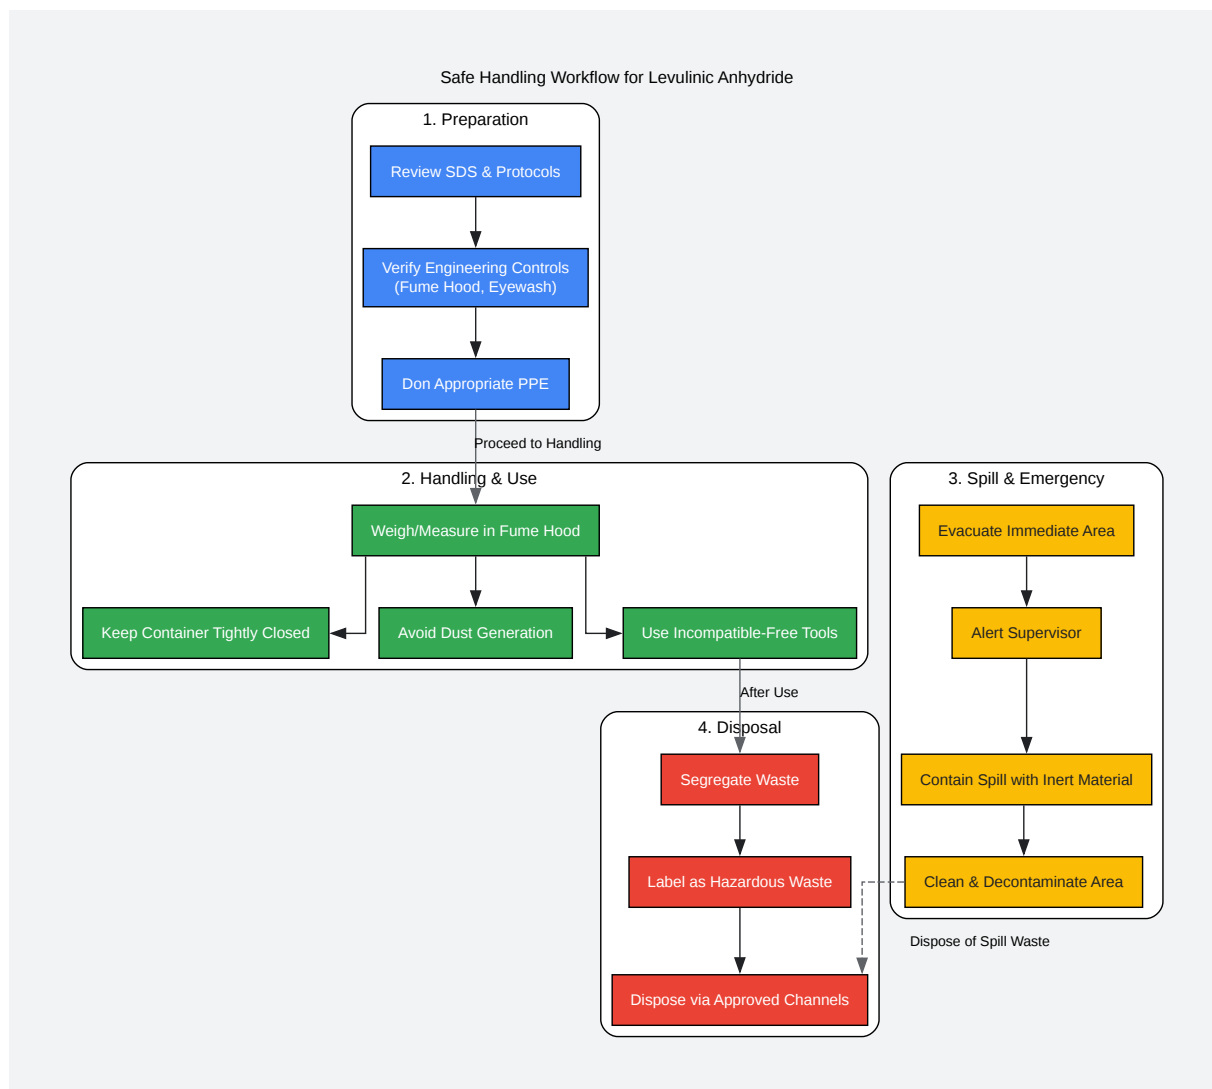 Safe Handling Workflow for Levulinic Anhydride
1. Preparation
Review SDS & Protocols
Verify Engineering Controls
(Fume Hood, Eyewash)
Don Appropriate PPE
Proceed to Handling
2. Handling & Use
Weigh/Measure in Fume Hood
Keep Container Tightly Closed
Avoid Dust Generation
Use Incompatible-Free Tools
After Use
3. Spill & Emergency
Evacuate Immediate Area
Alert Supervisor
Contain Spill with Inert Material
Clean & Decontaminate Area
Dispose of Spill Waste
4. Disposal
Segregate Waste
Label as Hazardous Waste
Dispose via Approved Channels